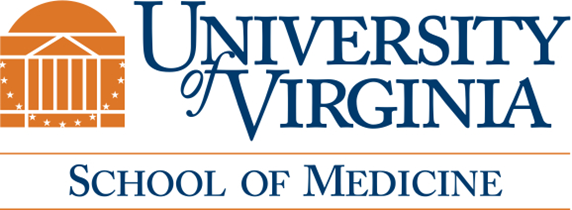 UNIVERSITY
of VIRGINIA
SCHOOL OF MEDICINE